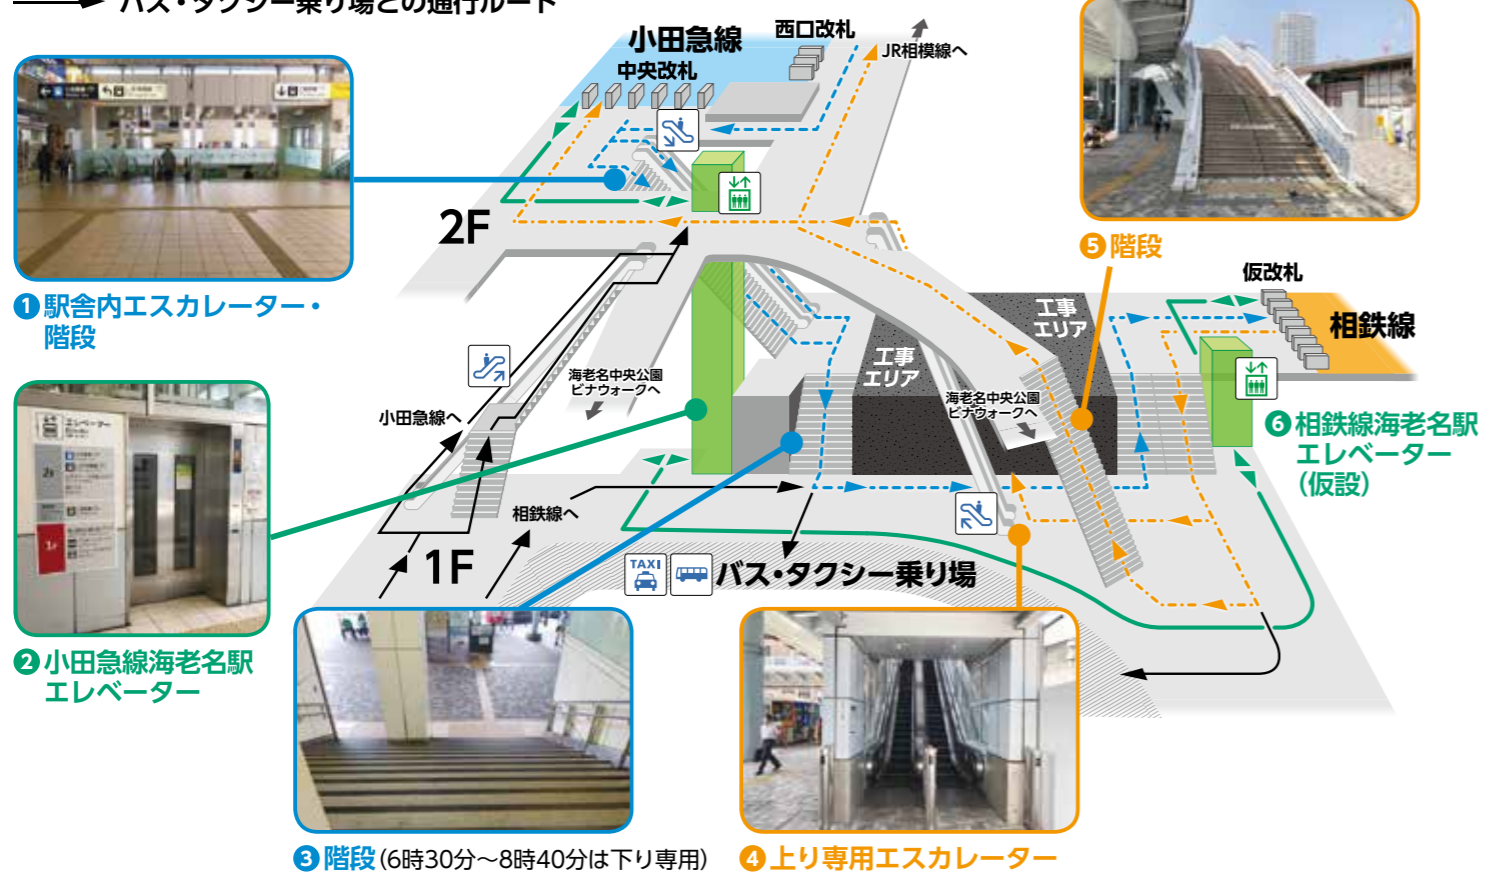 バス・タクシー乗り場との通行ルート
小田急線
西口改札
中央改札
JR相模線へ
2F
❶駅舎内エスカレーター・
階段
❺階段
仮改札
相鉄線
工事
エリア
工事
エリア
海老名中央公園
ビナウォークへ
海老名中央公園
ビナウォークへ
小田急線へ
❻相鉄線海老名駅
エレベーター
（仮設）
相鉄線へ
1F
TAXI
バス・タクシー乗り場
エレベーター
2F
1F
❷小田急線海老名駅
エレベーター
❸階段(6時30分～8時40分は下り専用)
❹上り専用エスカレーター